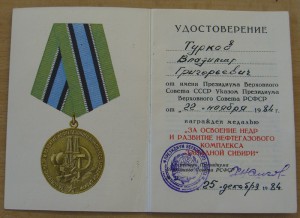 УДОСТОВЕРЕНИЕ
Турков
Владимир
Григорьевич
от имени Президиума Верховного
Совета СССР Указом Президиума
Верховного Совета РСФСР
от "22" ноября 1984 г.
награжден медалью
„ЗА ОСВОЕНИЕ НЕДР
И РАЗВИТИЕ НЕФТЕГАЗОВОГО
КОМПЛЕКСА
ЗАПАДНОЙ СИБИРИ"
"25" декабря 1984